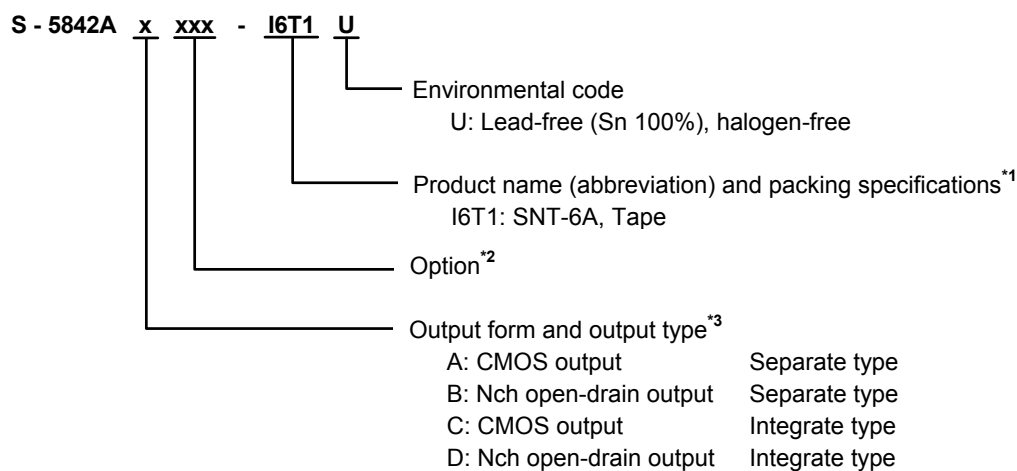 S - 5842A x xxx - I6T1 U
Environmental code
U: Lead-free (Sn 100%), halogen-free
Product name (abbreviation) and packing specifications*1
I6T1: SNT-6A, Tape
Option*2
Output form and output type*3
A: CMOS output Separate type
B: Nch open-drain output Separate type
C: CMOS output Integrate type
D: Nch open-drain output Integrate type